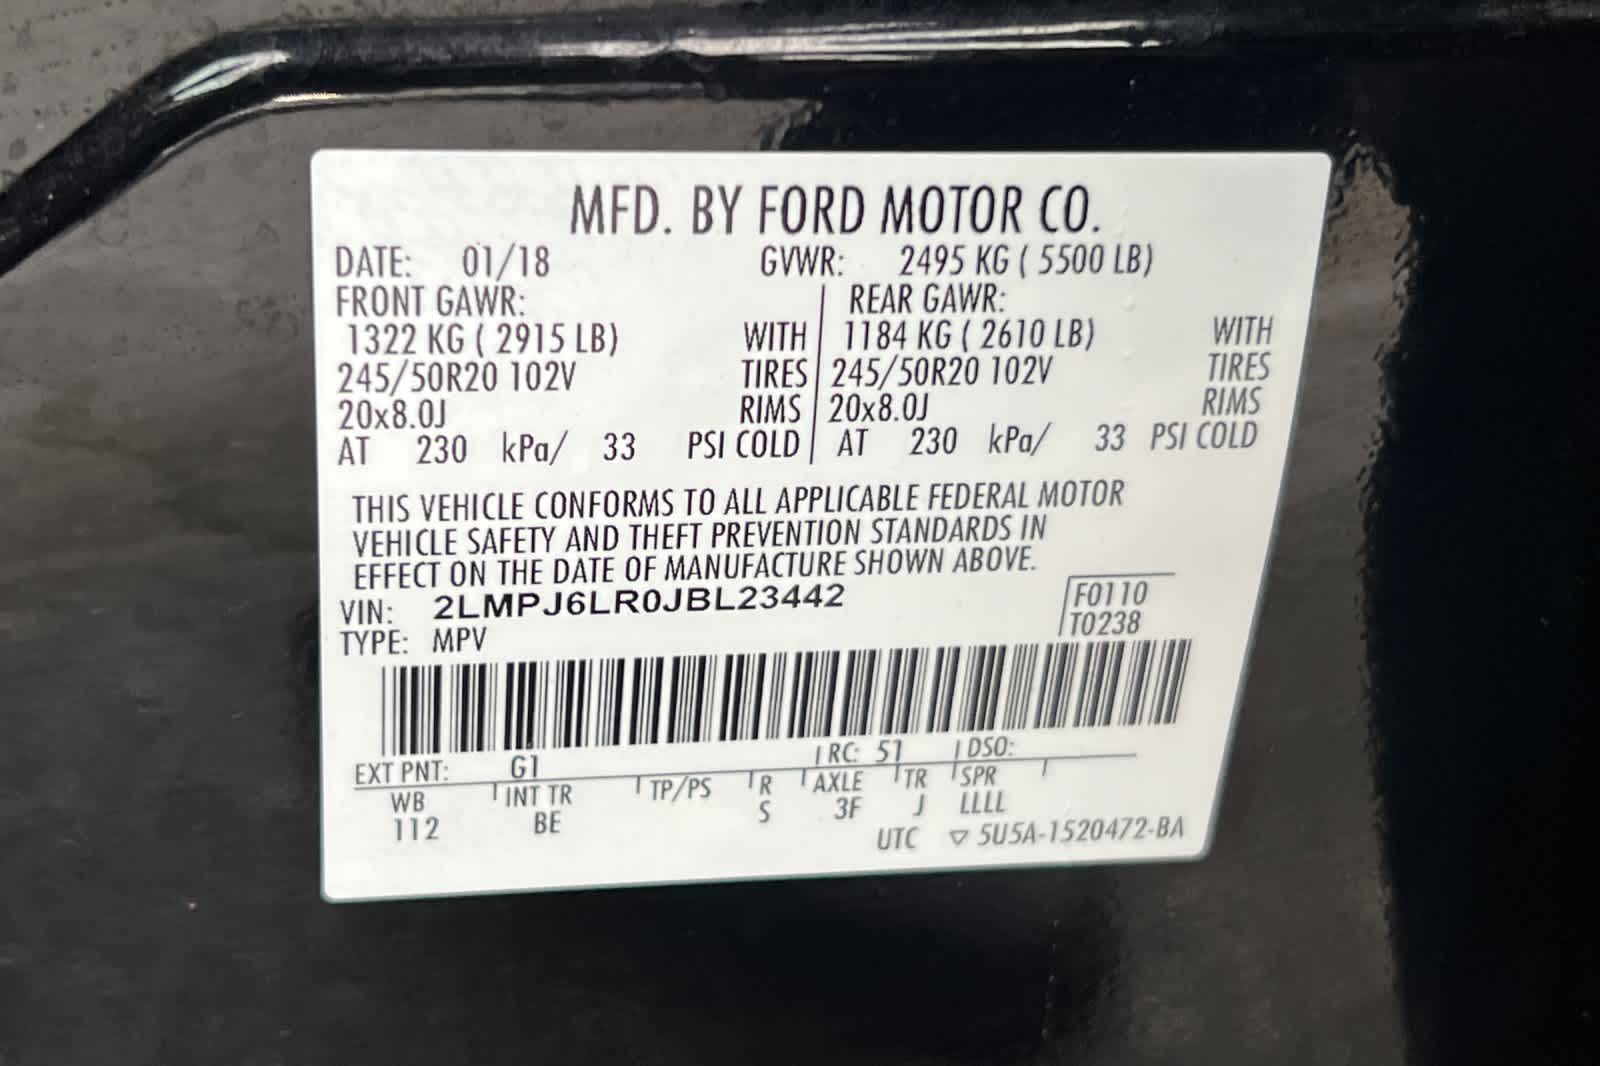 MFD. BY FORD MOTOR CO.
DATE: 01/18 GVWR: 2495 KG ( 5500 LB)
FRONT GAWR: REAR GAWR:
1322 KG ( 2915 LB) WITH 1184 KG ( 2610 LB) WITH
245/50R20 102V TIRES 245/50R20 102V TIRES
20x8.0J RIMS 20x8.0J RIMS
AT 230 kPa/ 33 PSI COLD AT 230 kPa/ 33 PSI COLD
THIS VEHICLE CONFORMS TO ALL APPLICABLE FEDERAL MOTOR
VEHICLE SAFETY AND THEFT PREVENTION STANDARDS IN
EFFECT ON THE DATE OF MANUFACTURE SHOWN ABOVE.
VIN: 2LMPJ6LR0JBL23442 F0110
TYPE: MPV T0238
EXT PNT: G1 RC: 51 DSO:
WB INT TR TP/PS R AXLE TR SPR
112 BE S 3F J LLLL
UTC ▽ 5U5A-1520472-BA